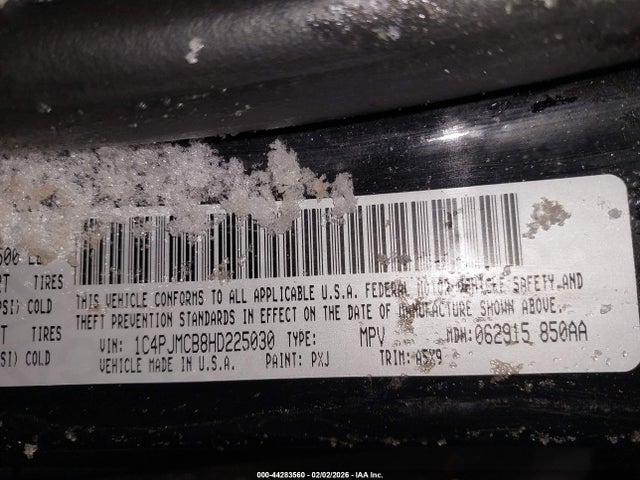 TIRES
COLD
TIRES
COLD
THIS VEHICLE CONFORMS TO ALL APPLICABLE U.S.A. FEDERAL MOTOR VEHICLE SAFETY AND
THEFT PREVENTION STANDARDS IN EFFECT ON THE DATE OF MANUFACTURE SHOWN ABOVE.
VIN: 1C4PJMCB8HD225030 TYPE: MPV MDH: 062915 850AA
VEHICLE MADE IN U.S.A. PAINT: PXJ TRIM:
000-44283560 - 02/02/2026 - IAA Inc.